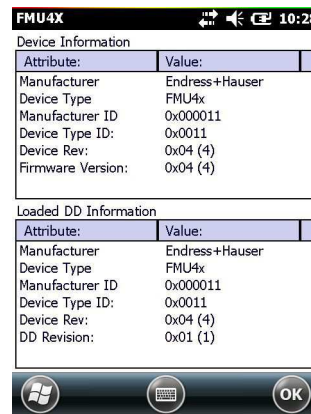 FMU4X 10:28
Device Information
Attribute: Value:
Manufacturer Endress+Hauser
Device Type FMU4x
Manufacturer ID 0x000011
Device Type ID: 0x0011
Device Rev: 0x04 (4)
Firmware Version: 0x04 (4)
Loaded DD Information
Attribute: Value:
Manufacturer Endress+Hauser
Device Type FMU4x
Manufacturer ID 0x000011
Device Type ID: 0x0011
Device Rev: 0x04 (4)
DD Revision: 0x01 (1)
OK